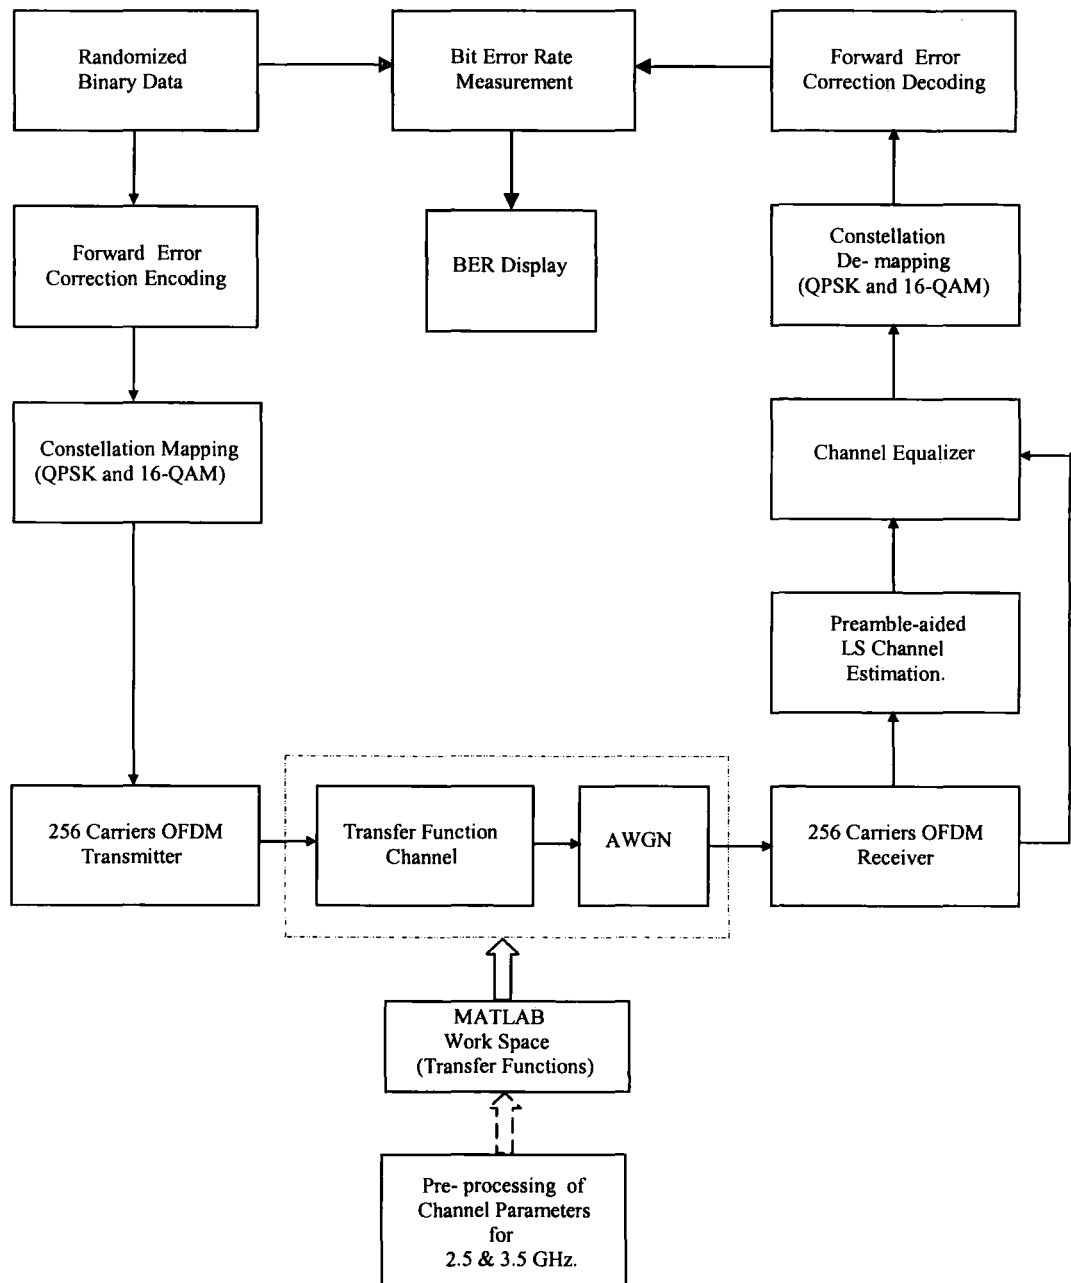 Randomized
Binary Data
Bit Error Rate
Measurement
Forward Error
Correction Decoding
Forward Error
Correction Encoding
BER Display
Constellation
De- mapping
(QPSK and 16-QAM)
Constellation Mapping
(QPSK and 16-QAM)
Channel Equalizer
Preamble-aided
LS Channel
Estimation.
256 Carriers OFDM
Transmitter
Transfer Function
Channel
AWGN
256 Carriers OFDM
Receiver
MATLAB
Work Space
(Transfer Functions)
Pre- processing of
Channel Parameters
for
2.5 & 3.5 GHz.